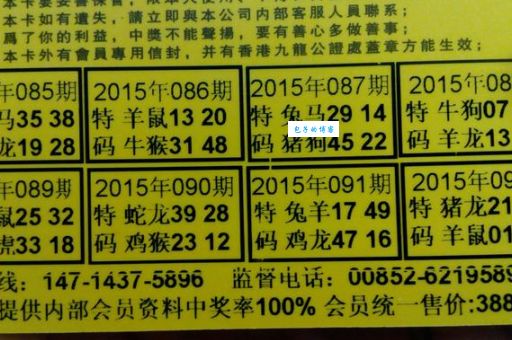 本卡如有遺失,請立即與本公司内部客服人員聯系;
爲了你的利益,中獎不能聲揚,要有善心多做善事;
本卡外有會員專用信封,并有香港九龍公證處蓋章方能生效;
年085期 2015年086期 2015年087期 2015年08
马35 38 特 羊鼠13 20 特 兔马29 14 特 牛狗07
龙19 28 码 牛猴31 48 码 猪狗45 22 码 羊龙13
包子的博客
年089期 2015年090期 2015年091期 2015年09
鼠25 32 特 蛇龙39 28 特 兔羊17 49 特 猪龙21
虎33 18 码 鸡猴23 12 码 鸡龙47 16 码 羊鼠01
线: 147-1437-5896 监督电话: 00852-6219589
提供内部会员资料中奖率100% 会员统一售价:388